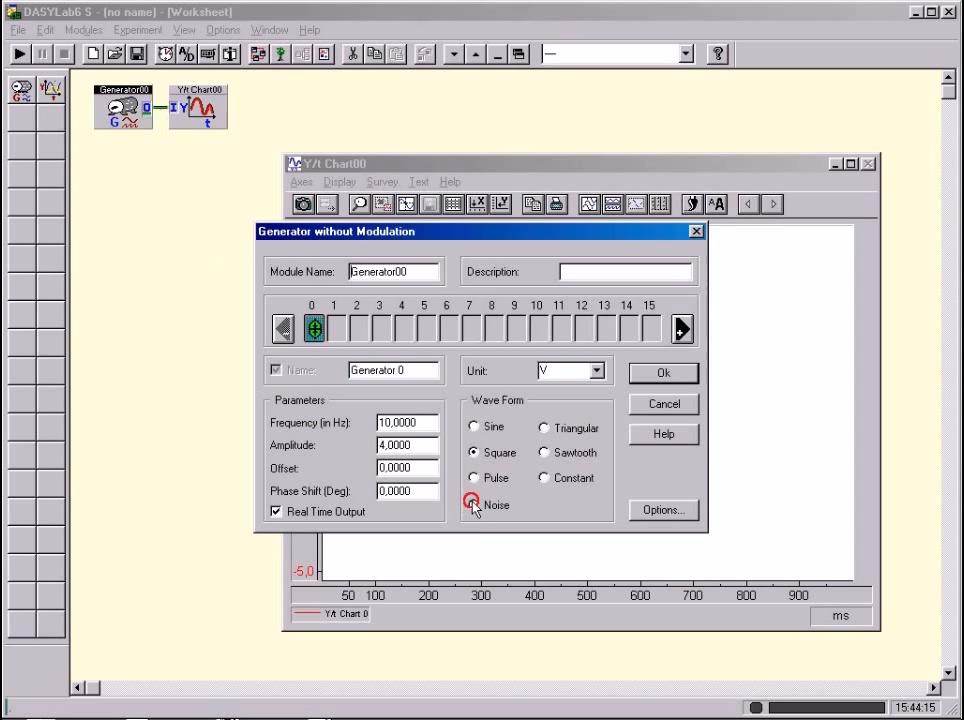 DASYLab6 S - (no name) - [Worksheet]
File Edit Modules Experiment View Options Window Help
Generator00
Y/t Chart00
G
O
I Y
t
Y/t Chart00
Axes Display Survey Text Help
Generator without Modulation
Module Name: Generator00
Description:
0 1 2 3 4 5 6 7 8 9 10 11 12 13 14 15
Name: Generator 0
Unit: V
Ok
Parameters
Frequency (in Hz): 10,0000
Amplitude: 4,0000
Offset: 0,0000
Phase Shift (Deg): 0,0000
Real Time Output
Wave Form
Sine
Triangular
Square
Sawtooth
Pulse
Constant
Noise
Cancel
Help
Options...
-5,0
50 100 200 300 400 500 600 700 800 900
Y/t Chart 0
ms
15:44:15